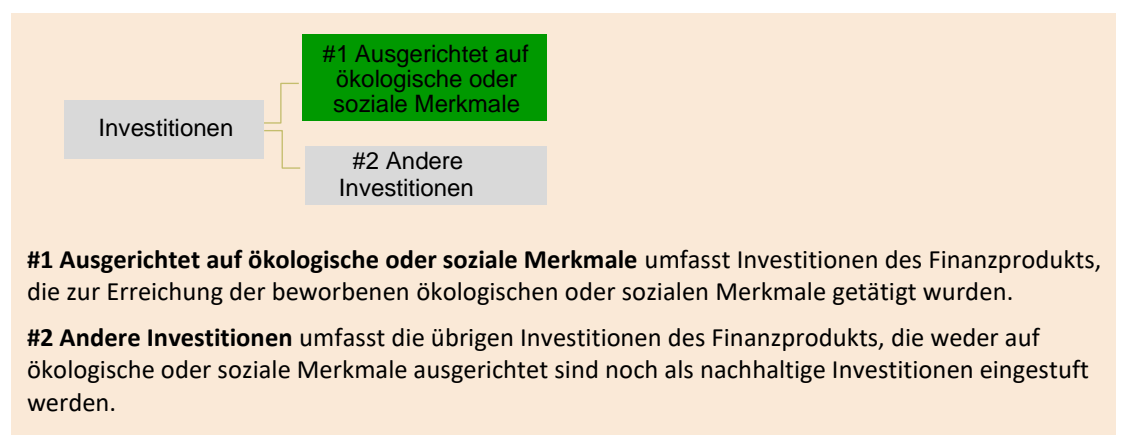 #1 Ausgerichtet auf
ökologische oder
soziale Merkmale
Investitionen
#2 Andere
Investitionen
#1 Ausgerichtet auf ökologische oder soziale Merkmale umfasst Investitionen des Finanzprodukts,
die zur Erreichung der beworbenen ökologischen oder sozialen Merkmale getätigt wurden.
#2 Andere Investitionen umfasst die übrigen Investitionen des Finanzprodukts, die weder auf
ökologische oder soziale Merkmale ausgerichtet sind noch als nachhaltige Investitionen eingestuft
werden.